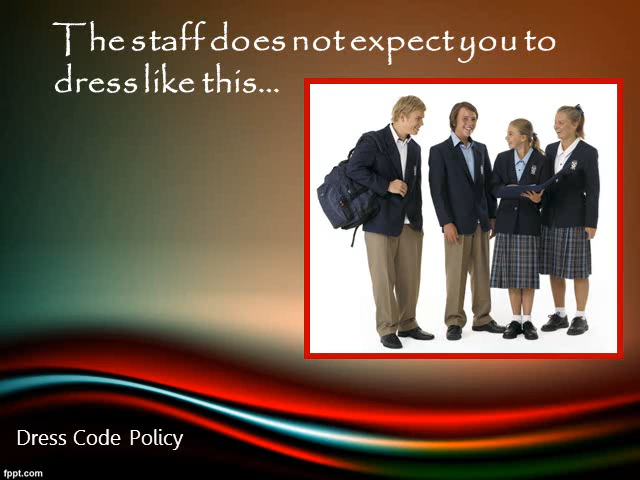 The staff does not expect you to
dress like this...
Dress Code Policy
fppt.com